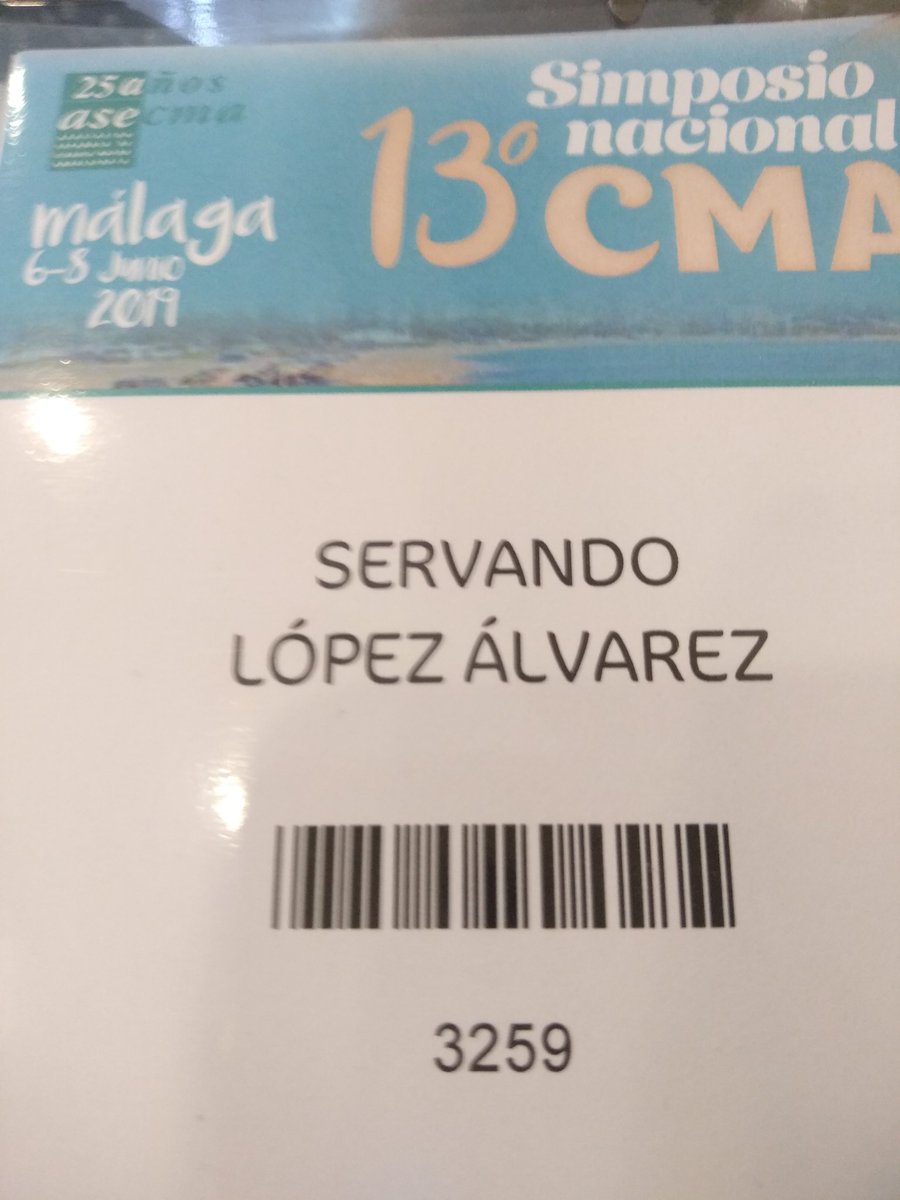 25años
asecma
málaga
6-8 Junio
2019
13º
Simposio
nacional
CMA
SERVANDO
LÓPEZ ÁLVAREZ
3259